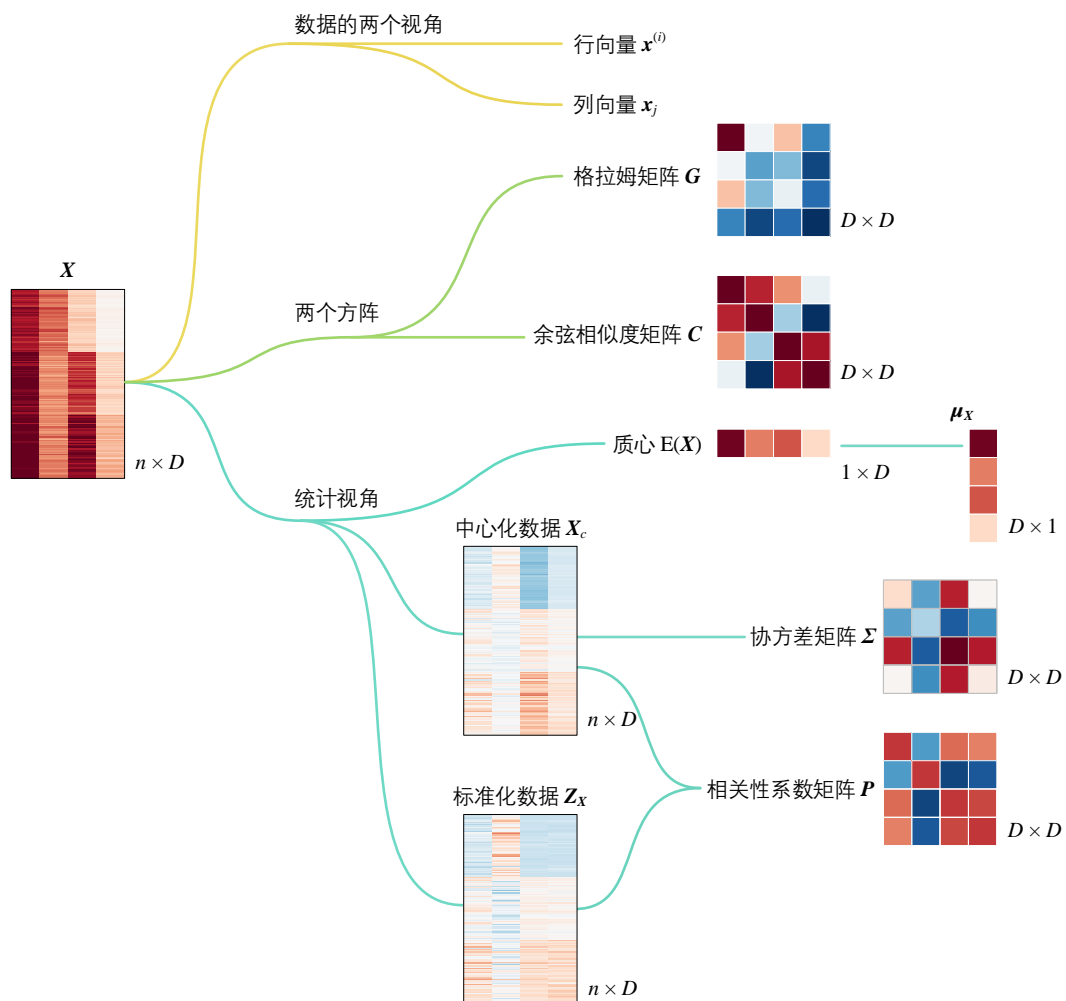 数据的两个视角
行向量 x^(i)
列向量 x_j
格拉姆矩阵 G
D × D
X
两个方阵
余弦相似度矩阵 C
D × D
n × D
质心 E(X)
1 × D
μ_X
D × 1
统计视角
中心化数据 X_c
n × D
协方差矩阵 Σ
D × D
标准化数据 Z_X
n × D
相关性系数矩阵 P
D × D